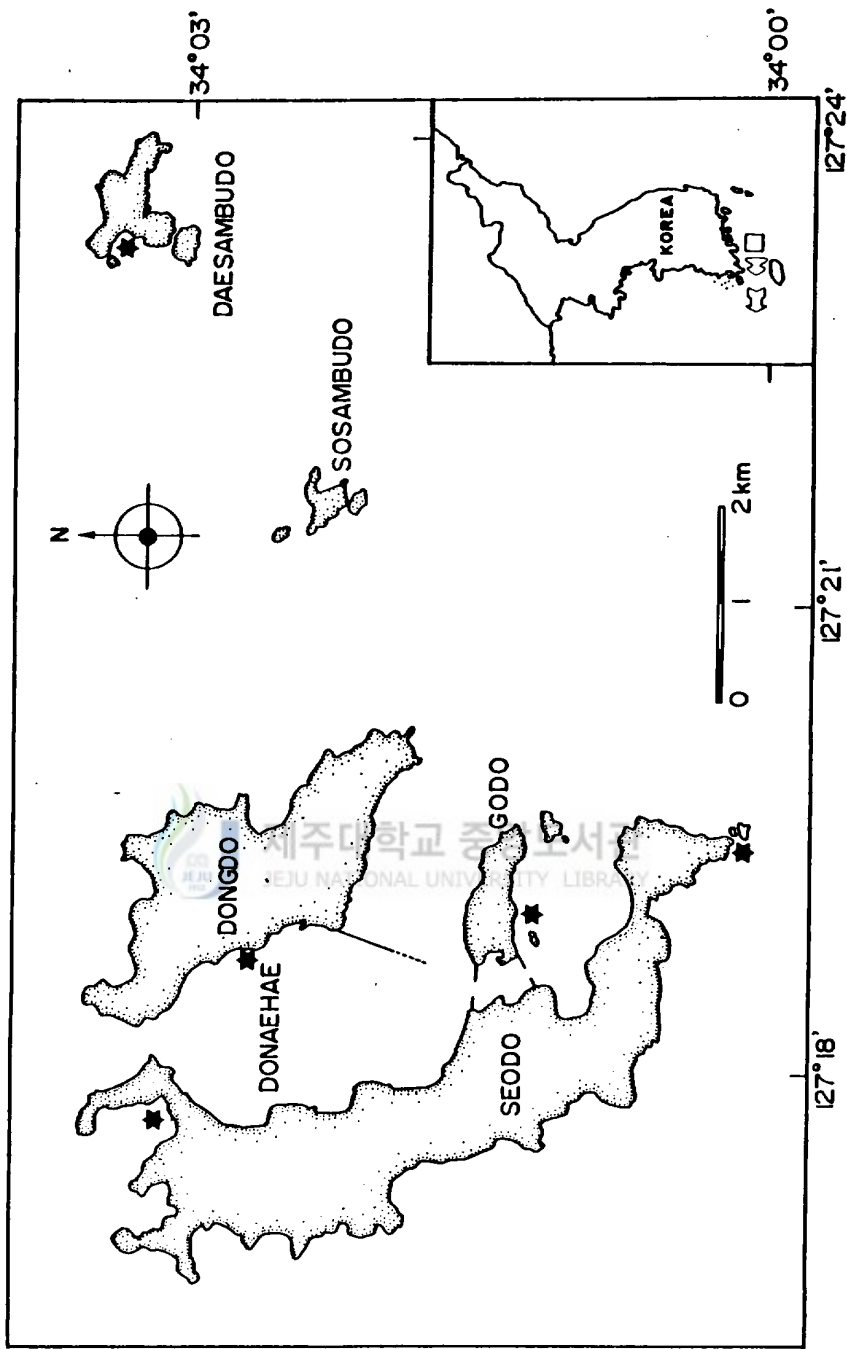 34°03'
34°00'
127°24'
127°21'
127°18'
DAESAMBUDO
SOSAMBUDO
N
KOREA
0 1 2km
DONGDO
DONAEHAE
GODO
SEODO
제주대학교 중앙도서관
JEJU NATIONAL UNIVERSITY LIBRARY
JEJU